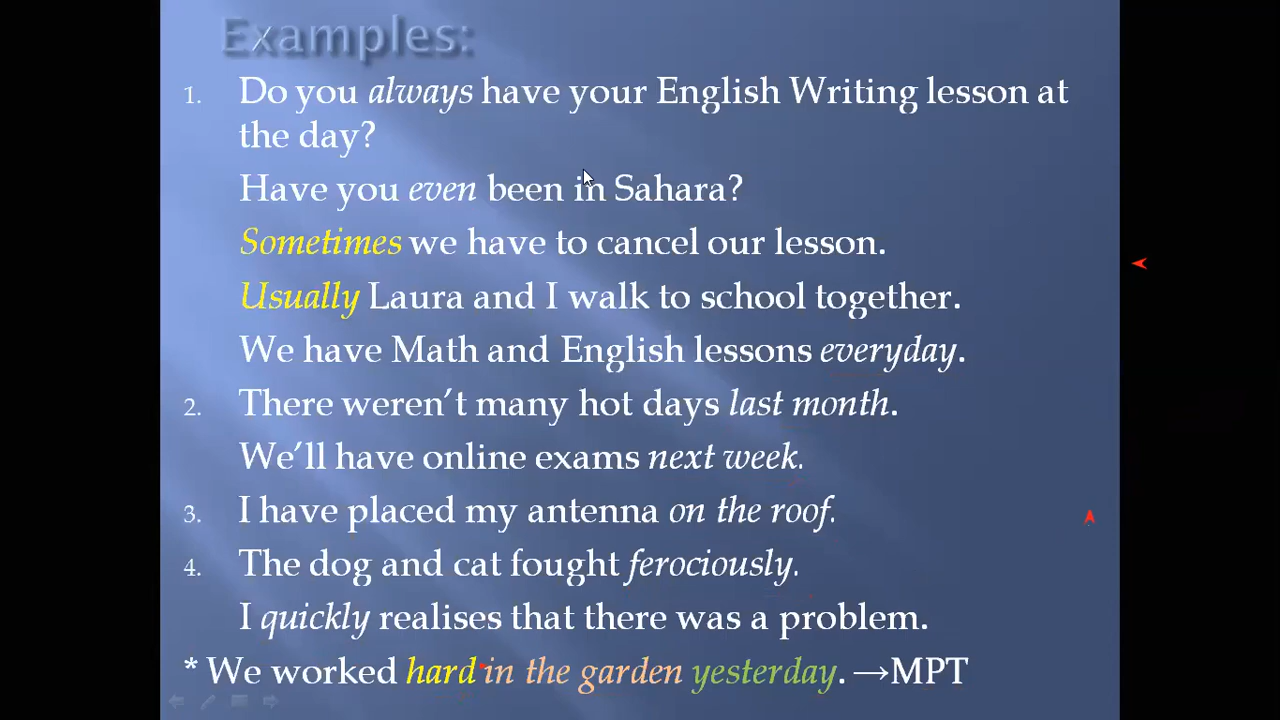 Examples:
1. Do you always have your English Writing lesson at
the day?
Have you even been in Sahara?
Sometimes we have to cancel our lesson.
Usually Laura and I walk to school together.
We have Math and English lessons everyday.
2. There weren’t many hot days last month.
We’ll have online exams next week.
3. I have placed my antenna on the roof.
4. The dog and cat fought ferociously.
I quickly realises that there was a problem.
* We worked hard in the garden yesterday. →MPT